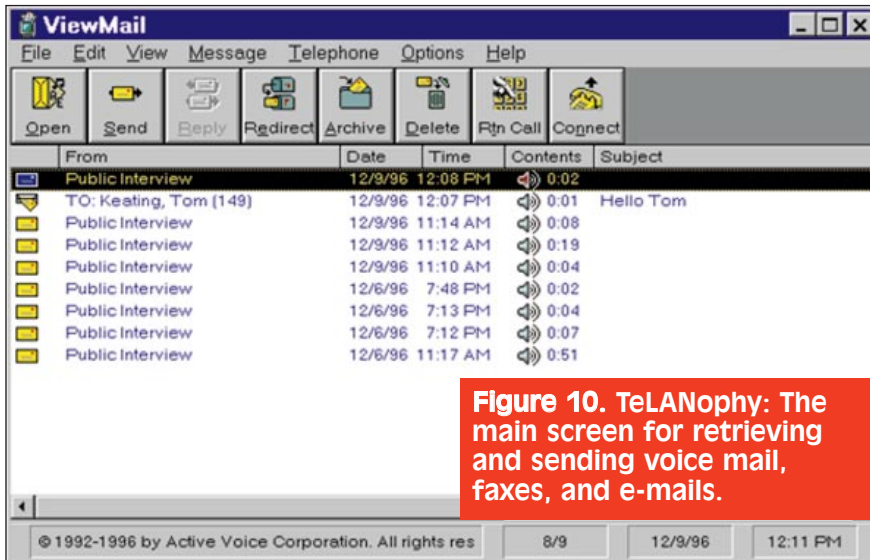 ViewMail
File Edit View Message Telephone Options Help
Open Send Reply Redirect Archive Delete Rtn Call Connect
From Date Time Contents Subject
Public Interview 12/9/96 12:08 PM 0:02
TO: Keating, Tom (149) 12/9/96 12:07 PM 0:01 Hello Tom
Public Interview 12/9/96 11:14 AM 0:08
Public Interview 12/9/96 11:12 AM 0:19
Public Interview 12/9/96 11:10 AM 0:04
Public Interview 12/6/96 7:48 PM 0:02
Public Interview 12/6/96 7:13 PM 0:04
Public Interview 12/6/96 7:12 PM 0:07
Public Interview 12/6/96 11:17 AM 0:51
Figure 10. TeLANophy: The
main screen for retrieving
and sending voice mail,
faxes, and e-mails.
© 1992-1996 by Active Voice Corporation. All rights res 8/9 12/9/96 12:11 PM